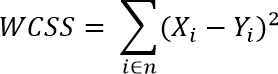 WCSS = ∑_{i∈n} (X_i − Y_i)²